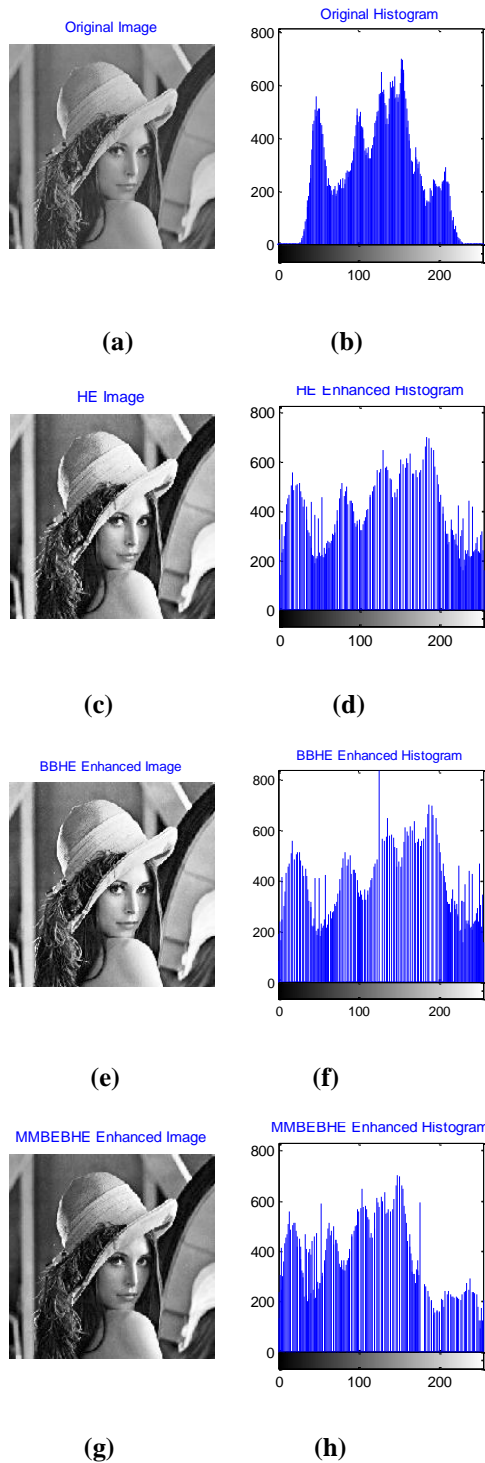 Original Image
Original Histogram
800
600
400
200
0
0 100 200
(a) (b)
HE Image
HE Enhanced Histogram
800
600
400
200
0
0 100 200
(c) (d)
BBHE Enhanced Image
BBHE Enhanced Histogram
800
600
400
200
0
0 100 200
(e) (f)
MMBEBHE Enhanced Image
MMBEBHE Enhanced Histogram
800
600
400
200
0
0 100 200
(g) (h)